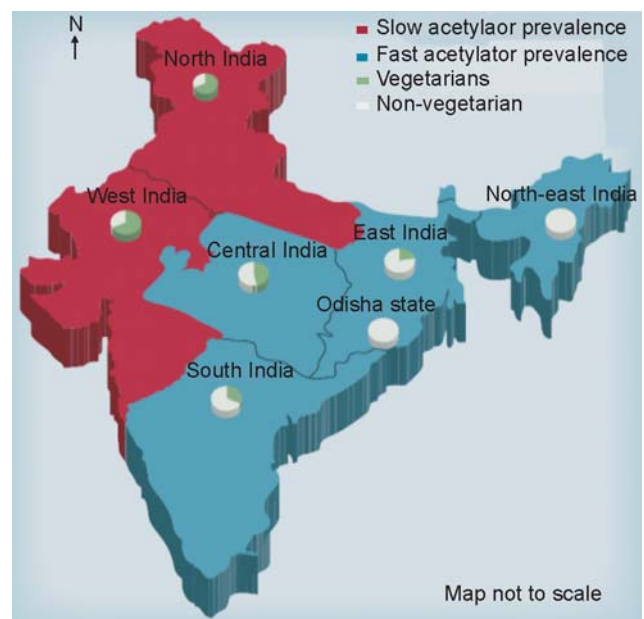 N
Slow acetylaor prevalence
Fast acetylator prevalence
Vegetarians
Non-vegetarian
North India
West India
North-east India
Central India
East India
Odisha state
South India
Map not to scale